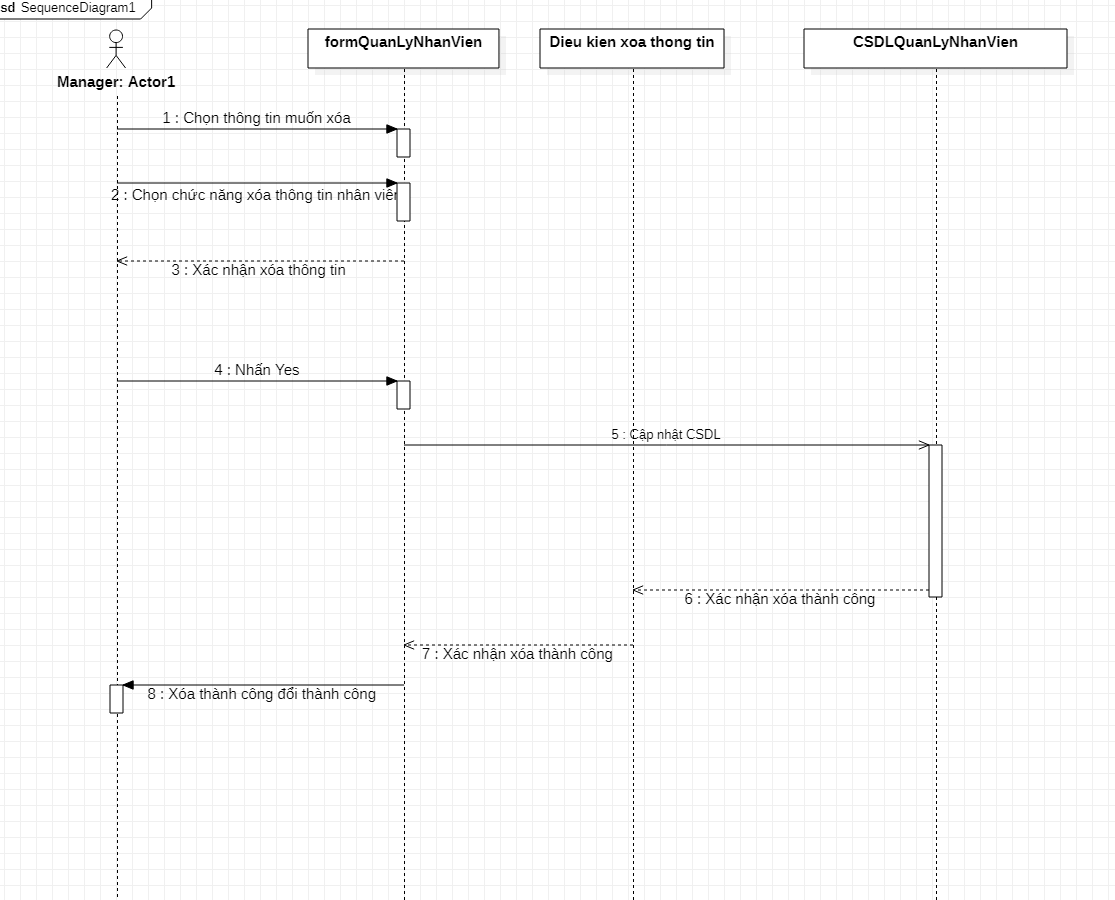 sd SequenceDiagram1
formQuanLyNhanVien
Dieu kien xoa thong tin
CSDLQuanLyNhanVien
Manager: Actor1
1 : Chọn thông tin muốn xóa
2 : Chọn chức năng xóa thông tin nhân viên
3 : Xác nhận xóa thông tin
4 : Nhấn Yes
5 : Cập nhật CSDL
6 : Xác nhận xóa thành công
7 : Xác nhận xóa thành công
8 : Xóa thành công đổi thành công